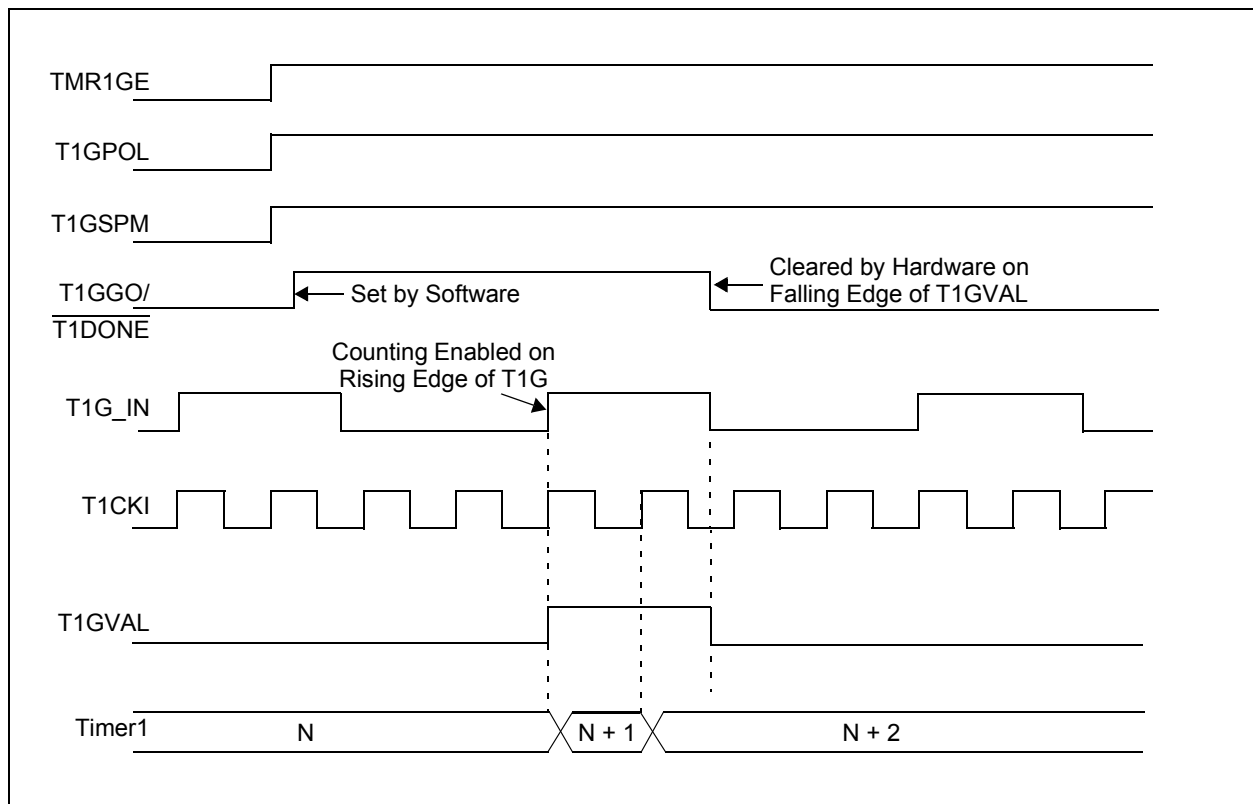 TMR1GE
T1GPOL
T1GSPM
T1GGO/
T1DONE
Set by Software
Cleared by Hardware on
Falling Edge of T1GVAL
Counting Enabled on
Rising Edge of T1G
T1G_IN
T1CKI
T1GVAL
Timer1
N
N + 1
N + 2